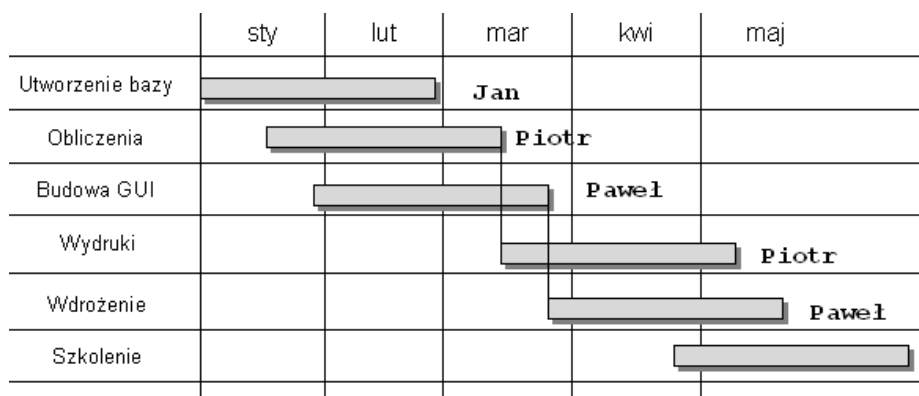 sty lut mar kwi maj
Utworzenie bazy Jan
Obliczenia Piotr
Budowa GUI Paweł
Wydruki Piotr
Wdrożenie Paweł
Szkolenie